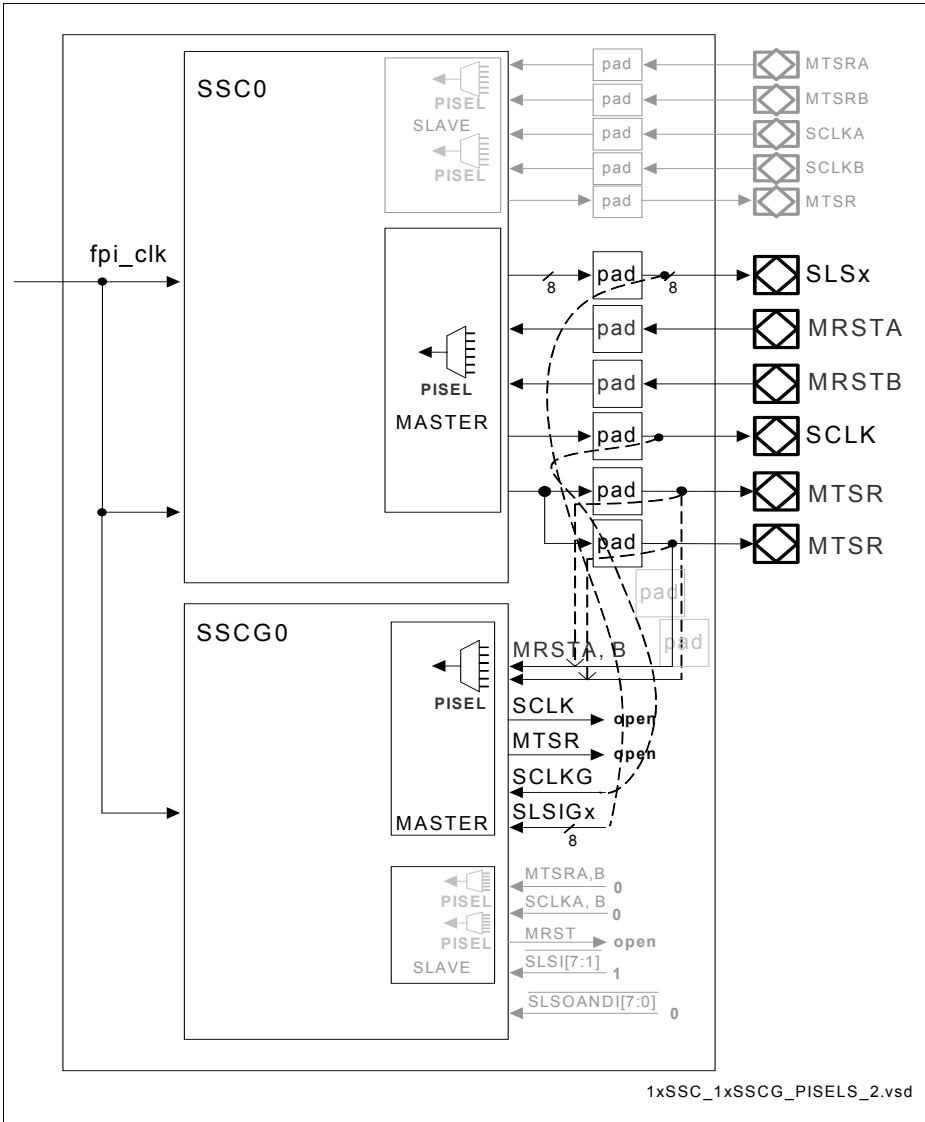 SSC0
pad
MTSRA
PISEL
pad
MTSRB
SLAVE
pad
SCLKA
PISEL
pad
SCLKB
pad
MTSR
fpi_clk
8
pad
8
SLSx
pad
MRSTA
PISEL
pad
MRSTB
MASTER
pad
SCLK
pad
MTSR
pad
MTSR
pad
SSCG0
pad
MRSTA, B
PISEL
SCLK
open
MTSR
open
SCLKG
MASTER
SLSIGx
8
MTSRA,B
0
PISEL
SCLKA, B
0
PISEL
MRST
open
SLAVE
SLSI[7:1]
1
SLSOANDI[7:0]
0
1xSSC_1xSSCG_PISELS_2.vsd